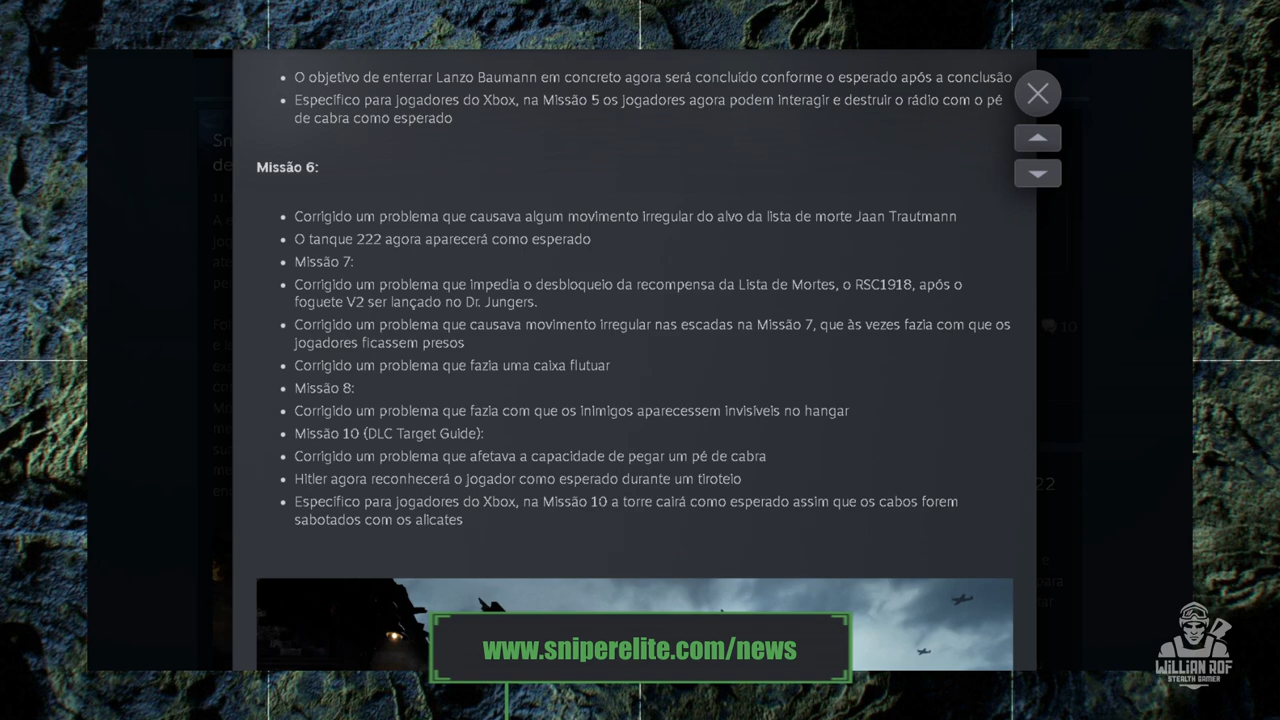 O objetivo de enterrar Lanzo Baumann em concreto agora será concluído conforme o esperado após a conclusão
Específico para jogadores do Xbox, na Missão 5 os jogadores agora podem interagir e destruir o rádio com o pé
de cabra como esperado
Missão 6:
Corrigido um problema que causava algum movimento irregular do alvo da lista de morte Jaan Trautmann
O tanque 222 agora aparecerá como esperado
Missão 7:
Corrigido um problema que impedia o desbloqueio da recompensa da Lista de Mortes, o RSC1918, após o
foguete V2 ser lançado no Dr. Jungers.
Corrigido um problema que causava movimento irregular nas escadas na Missão 7, que às vezes fazia com que os
jogadores ficassem presos
Corrigido um problema que fazia uma caixa flutuar
Missão 8:
Corrigido um problema que fazia com que os inimigos aparecessem invisíveis no hangar
Missão 10 (DLC Target Guide):
Corrigido um problema que afetava a capacidade de pegar um pé de cabra
Hitler agora reconhecerá o jogador como esperado durante um tiroteio
Específico para jogadores do Xbox, na Missão 10 a torre cairá como esperado assim que os cabos forem
sabotados com os alicates
www.sniperelite.com/news
WILLIAN ROF
STEALTH GAMER